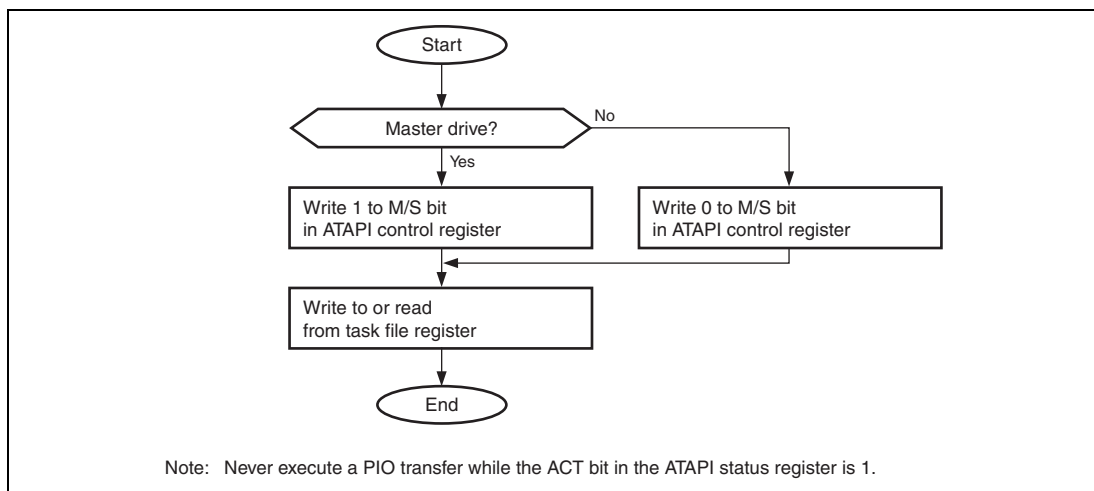 Start
Master drive?
No
Yes
Write 1 to M/S bit
in ATAPI control register
Write 0 to M/S bit
in ATAPI control register
Write to or read
from task file register
End
Note: Never execute a PIO transfer while the ACT bit in the ATAPI status register is 1.